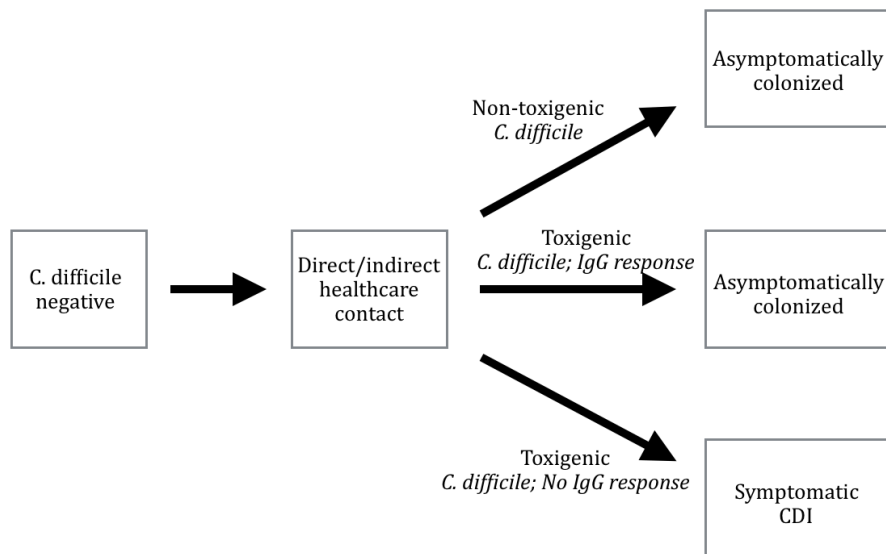 C. difficile
negative
Direct/indirect
healthcare
contact
Non-toxigenic
C. difficile
Asymptomatically
colonized
Toxigenic
C. difficile; IgG response
Asymptomatically
colonized
Toxigenic
C. difficile; No IgG response
Symptomatic
CDI